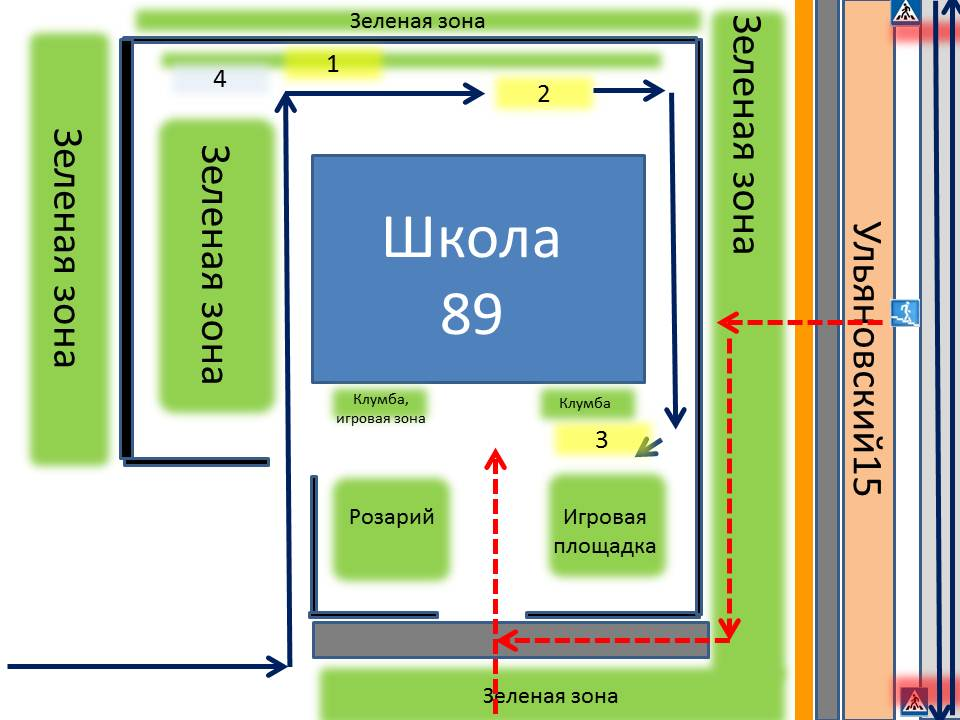 Зеленая зона
1
4
2
Зеленая зона
Зеленая зона
Зеленая зона
Школа
89
Ульяновский15
Клумба,
игровая зона
Клумба
3
Розарий
Игровая
площадка
Зеленая зона